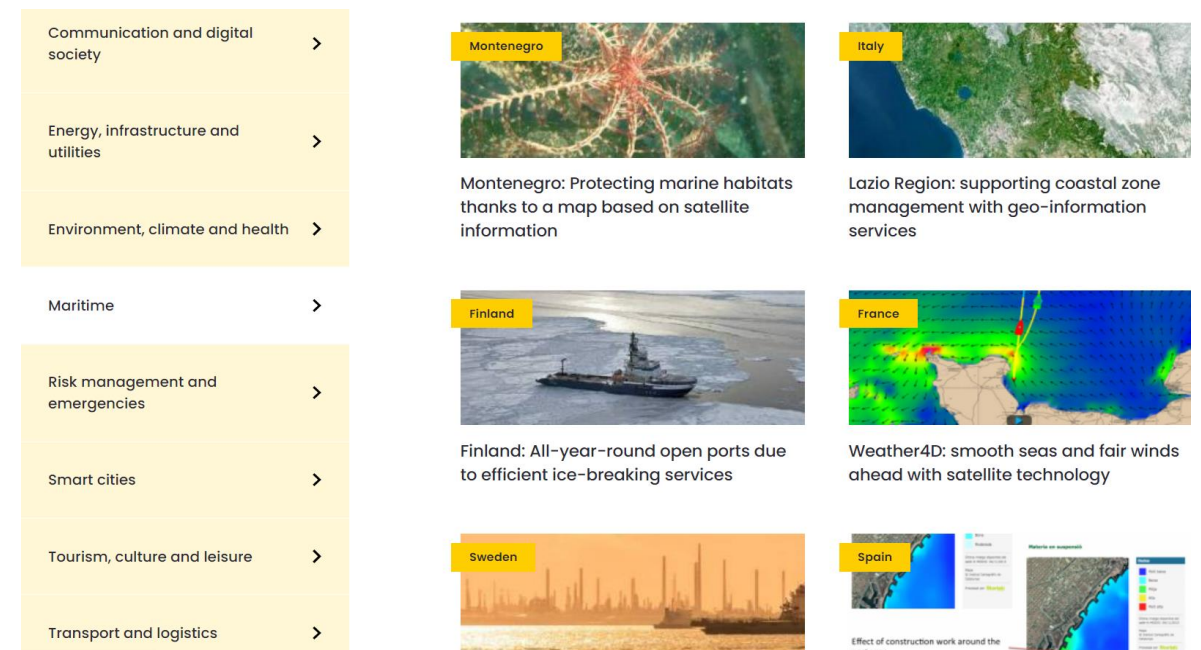 Communication and digital
society
Energy, infrastructure and
utilities
Environment, climate and health
Maritime
Risk management and
emergencies
Smart cities
Tourism, culture and leisure
Transport and logistics
Montenegro
Montenegro: Protecting marine habitats
thanks to a map based on satellite
information
Italy
Lazio Region: supporting coastal zone
management with geo-information
services
Finland
Finland: All-year-round open ports due
to efficient ice-breaking services
France
Weather4D: smooth seas and fair winds
ahead with satellite technology
Sweden
Spain
Materia en suspensió
Effect of construction work around the